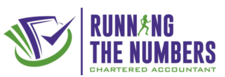 RUNNING
THE NUMBERS
CHARTERED ACCOUNTANT